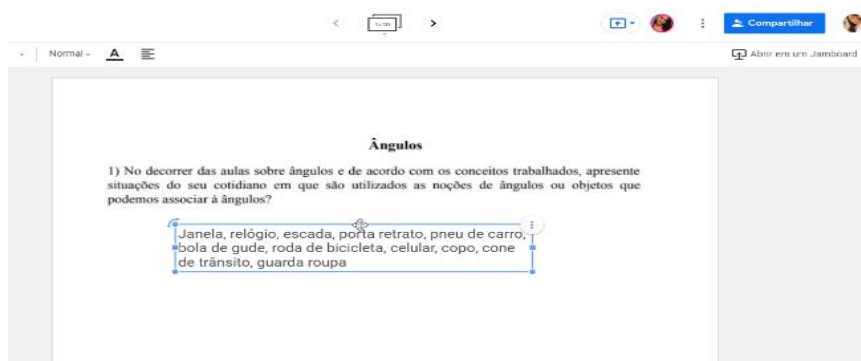 Compartilhar
Normal
A
Abrir em um Jamboard
Ângulos
1) No decorrer das aulas sobre ângulos e de acordo com os conceitos trabalhados, apresente
situações do seu cotidiano em que são utilizados as noções de ângulos ou objetos que
podemos associar à ângulos?
Janela, relógio, escada, porta retrato, pneu de carro,
bola de gude, roda de bicicleta, celular, copo, cone
de trânsito, guarda roupa